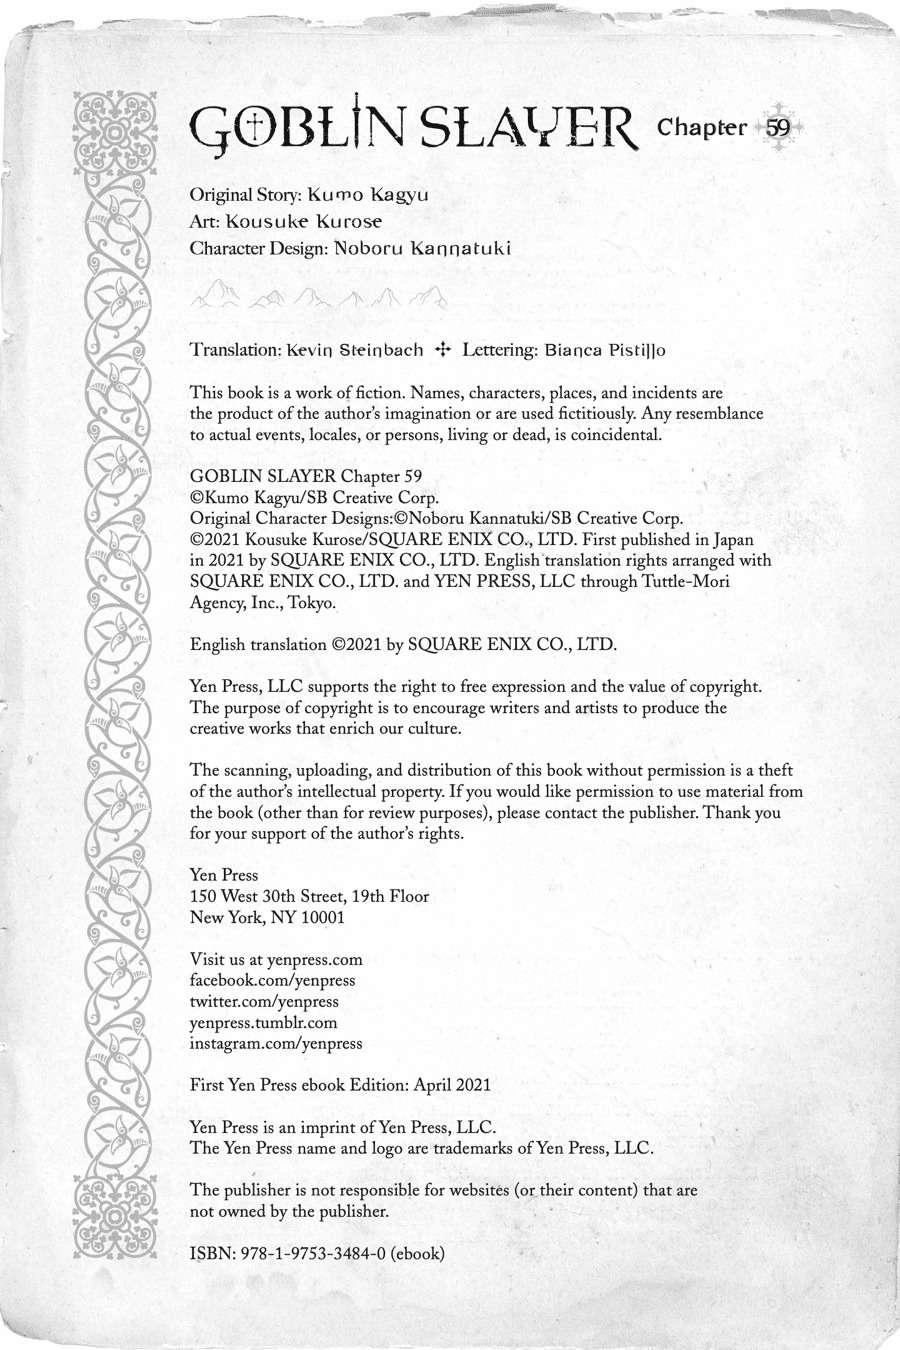 GOBLIN SLAYER Chapter 59
Original Story: Kumo Kagyu
Art: Kousuke Kurose
Character Design: Noboru Kannatuki
Translation: Kevin Steinbach ✣ Lettering: Bianca Pistillo
This book is a work of fiction. Names, characters, places, and incidents are
the product of the author's imagination or are used fictitiously. Any resemblance
to actual events, locales, or persons, living or dead, is coincidental.
GOBLIN SLAYER Chapter 59
©Kumo Kagyu/SB Creative Corp.
Original Character Designs:©Noboru Kannatuki/SB Creative Corp.
©2021 Kousuke Kurose/SQUARE ENIX CO., LTD. First published in Japan
in 2021 by SQUARE ENIX CO., LTD. English translation rights arranged with
SQUARE ENIX CO., LTD. and YEN PRESS, LLC through Tuttle-Mori
Agency, Inc., Tokyo.
English translation ©2021 by SQUARE ENIX CO., LTD.
Yen Press, LLC supports the right to free expression and the value of copyright.
The purpose of copyright is to encourage writers and artists to produce the
creative works that enrich our culture.
The scanning, uploading, and distribution of this book without permission is a theft
of the author's intellectual property. If you would like permission to use material from
the book (other than for review purposes), please contact the publisher. Thank you
for your support of the author's rights.
Yen Press
150 West 30th Street, 19th Floor
New York, NY 10001
Visit us at yenpress.com
facebook.com/yenpress
twitter.com/yenpress
yenpress.tumblr.com
instagram.com/yenpress
First Yen Press ebook Edition: April 2021
Yen Press is an imprint of Yen Press, LLC.
The Yen Press name and logo are trademarks of Yen Press, LLC.
The publisher is not responsible for websites (or their content) that are
not owned by the publisher.
ISBN: 978-1-9753-3484-0 (ebook)